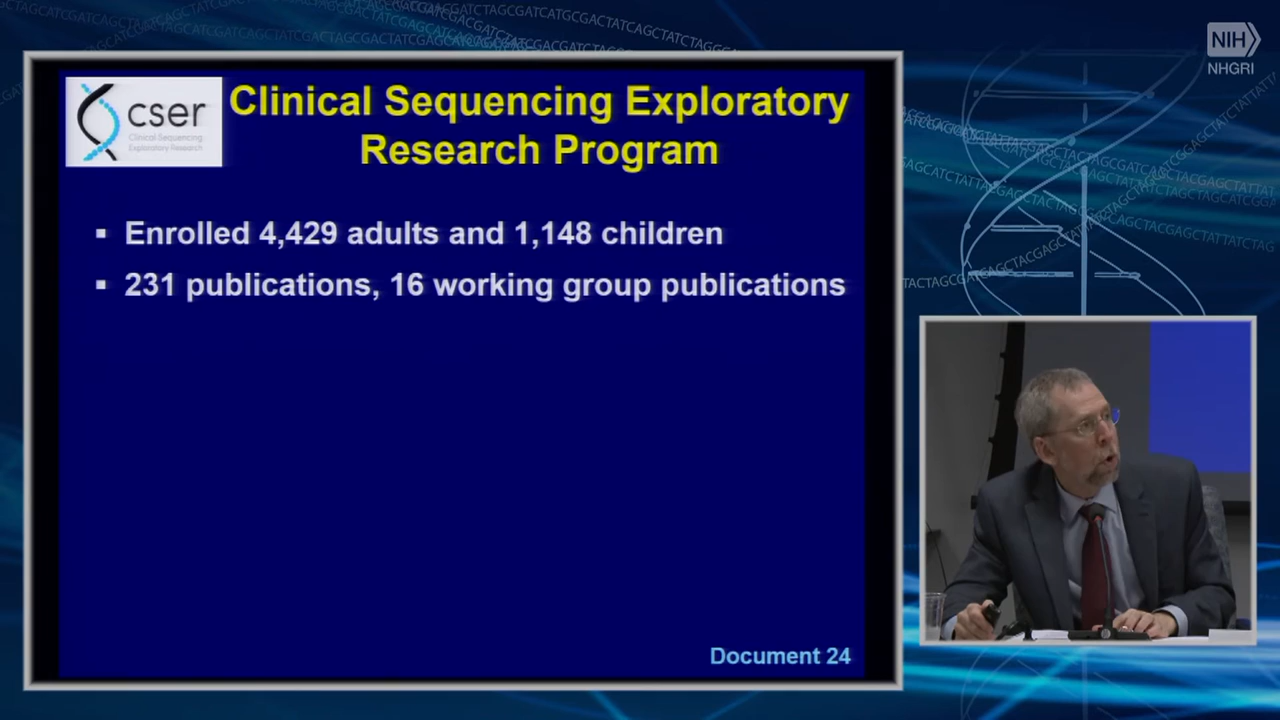 NIH
NHGRI
cser
Clinical Sequencing
Exploratory Research
Clinical Sequencing Exploratory
Research Program
▪ Enrolled 4,429 adults and 1,148 children
▪ 231 publications, 16 working group publications
Document 24